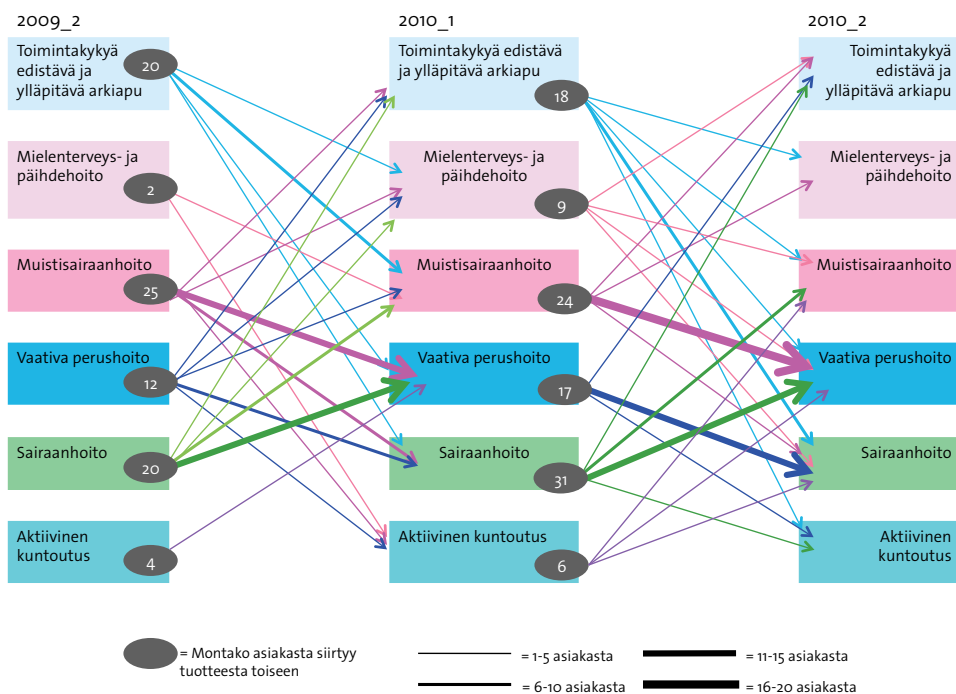 2009_2
2010_1
2010_2
Toimintakykyä
edistävä ja
ylläpitävä arkiapu
20
Mielenterveys- ja
päihdehoito
2
Muistisairaanhoito
25
Vaativa perushoito
12
Sairaanhoito
20
Aktiivinen
kuntoutus
4
Toimintakykyä edistävä
ja ylläpitävä arkiapu
18
Mielenterveys- ja
päihdehoito
9
Muistisairaanhoito
24
Vaativa perushoito
17
Sairaanhoito
31
Aktiivinen kuntoutus
6
Toimintakykyä
edistävä ja
ylläpitävä arkiapu
Mielenterveys- ja
päihdehoito
Muistisairaanhoito
Vaativa perushoito
Sairaanhoito
Aktiivinen
kuntoutus
= Montako asiakasta siirtyy
tuotteesta toiseen
= 1-5 asiakasta
= 6-10 asiakasta
= 11-15 asiakasta
= 16-20 asiakasta